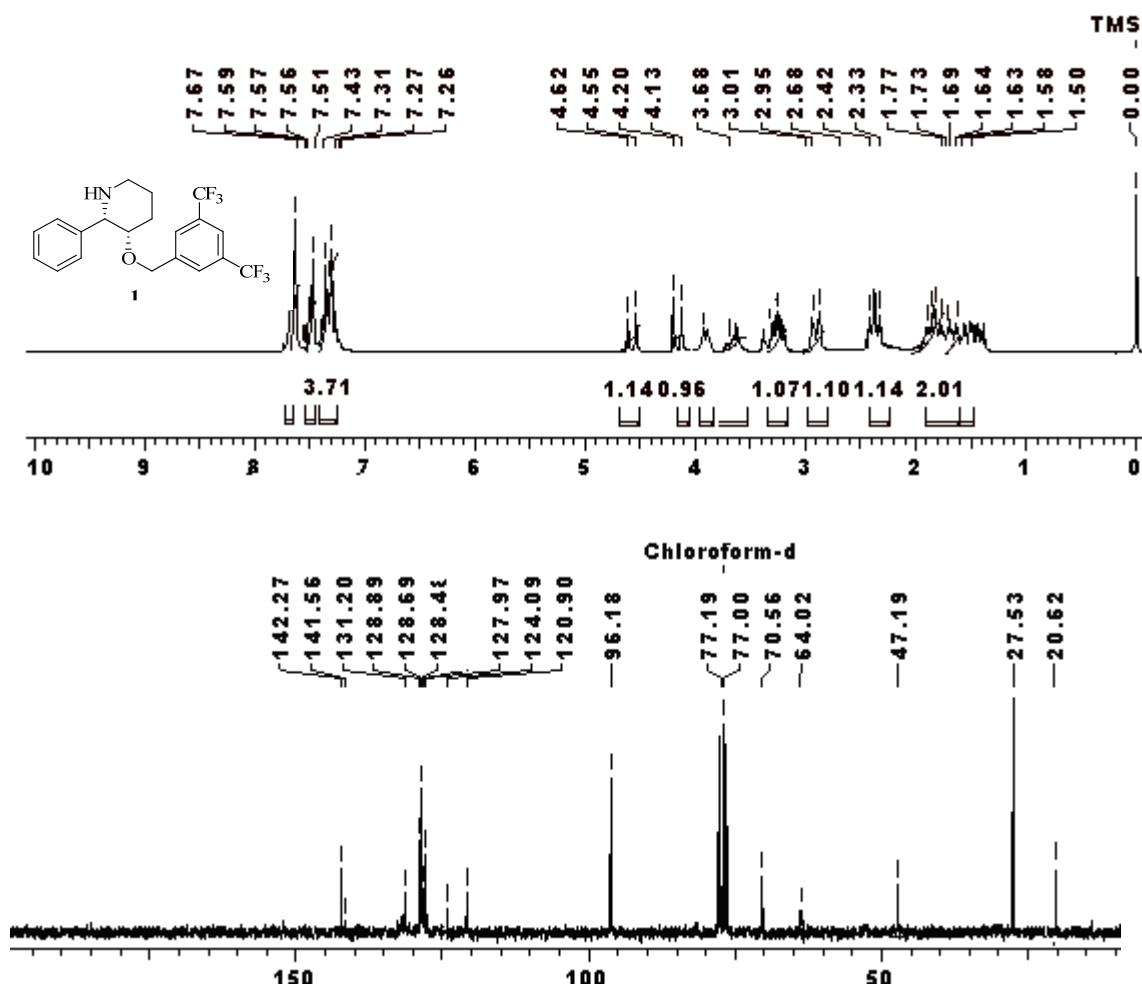 TMS
7.67 7.59 7.57 7.56 7.51 7.43 7.31 7.27 7.26 4.62 4.55 4.20 4.13 3.68 3.01 2.95 2.68 2.42 2.33 1.77 1.73 1.69 1.64 1.63 1.58 1.50 0.00
HN
CF3
O
CF3
1
3.71 1.14 0.96 1.07 1.10 1.14 2.01
10 9 8 7 6 5 4 3 2 1 0
Chloroform-d
142.27 141.56 131.20 128.89 128.69 128.48 127.97 124.09 120.90 96.18 77.19 77.00 70.56 64.02 47.19 27.53 20.62
150 100 50